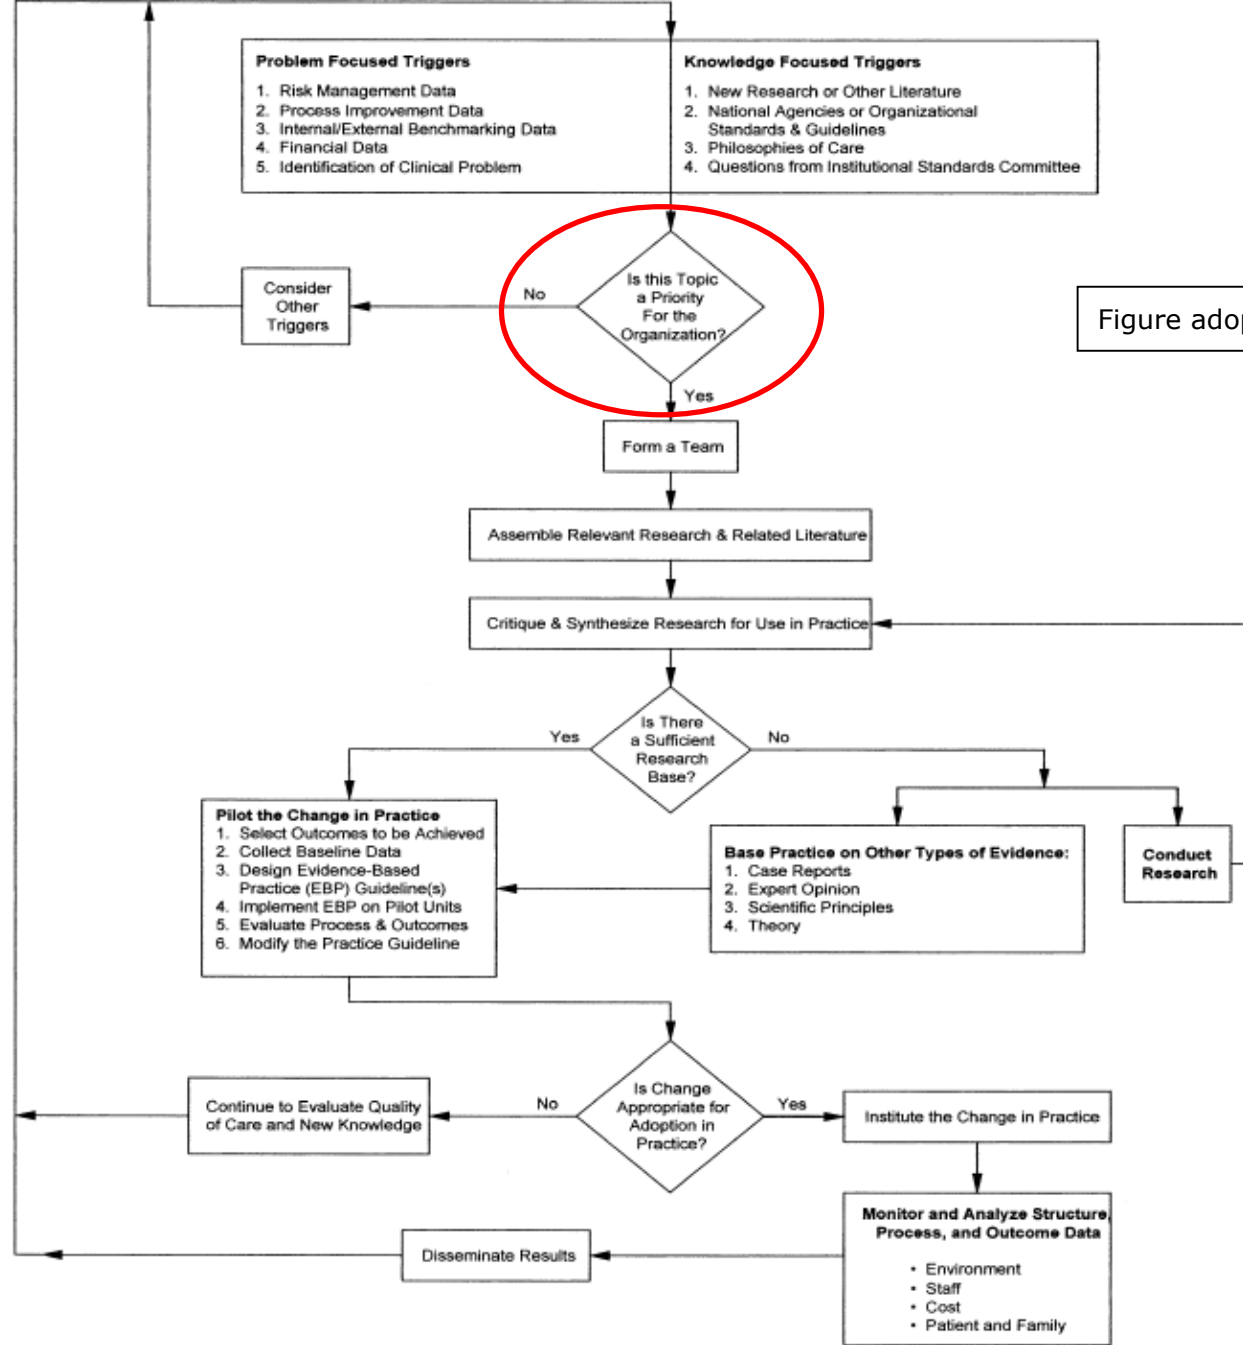 Problem Focused Triggers
1. Risk Management Data
2. Process Improvement Data
3. Internal/External Benchmarking Data
4. Financial Data
5. Identification of Clinical Problem
Knowledge Focused Triggers
1. New Research or Other Literature
2. National Agencies or Organizational
Standards & Guidelines
3. Philosophies of Care
4. Questions from Institutional Standards Committee
Consider
Other
Triggers
No
Is this Topic
a Priority
For the
Organization?
Figure adop
Yes
Form a Team
Assemble Relevant Research & Related Literature
Critique & Synthesize Research for Use in Practice
Yes
Is There
a Sufficient
Research
Base?
No
Pilot the Change in Practice
1. Select Outcomes to be Achieved
2. Collect Baseline Data
3. Design Evidence-Based
Practice (EBP) Guideline(s)
4. Implement EBP on Pilot Units
5. Evaluate Process & Outcomes
6. Modify the Practice Guideline
Base Practice on Other Types of Evidence:
1. Case Reports
2. Expert Opinion
3. Scientific Principles
4. Theory
Conduct
Research
Continue to Evaluate Quality
of Care and New Knowledge
No
Is Change
Appropriate for
Adoption in
Practice?
Yes
Institute the Change in Practice
Monitor and Analyze Structure,
Process, and Outcome Data
• Environment
• Staff
• Cost
• Patient and Family
Disseminate Results